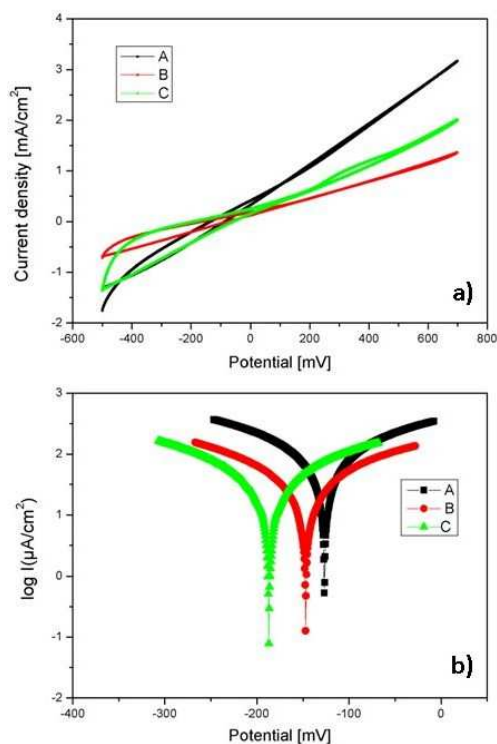 4
3
2
1
0
-1
-2
Current density [mA/cm²]
A
B
C
a)
-600 -400 -200 0 200 400 600 800
Potential [mV]
3
2
1
0
-1
-2
log I(µA/cm²)
A
B
C
b)
-400 -300 -200 -100 0
Potential [mV]